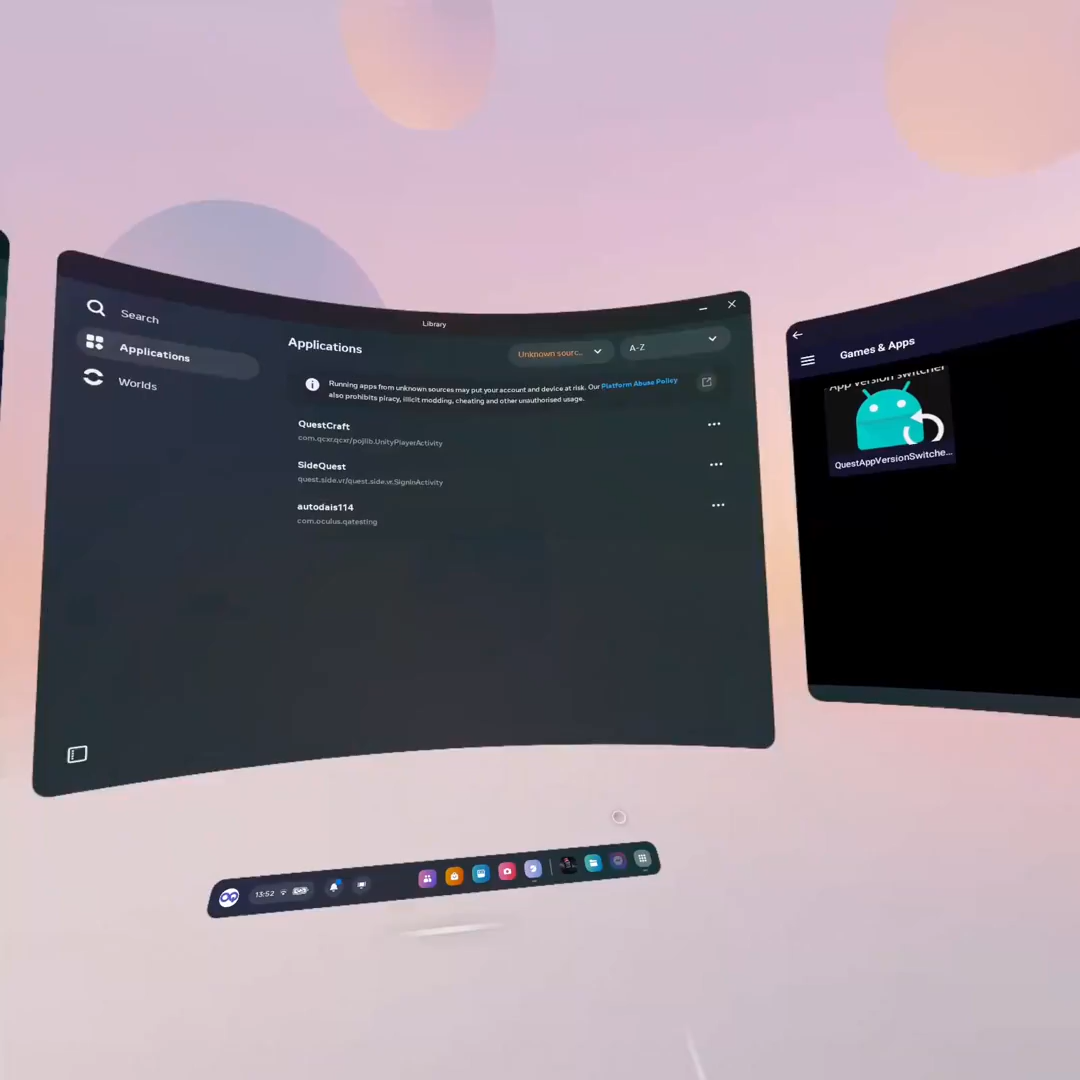 Library
Search
Applications
Worlds
Applications
Unknown sourc...
A-Z
Running apps from unknown sources may put your account and device at risk. Our Platform Abuse Policy
also prohibits piracy, illicit modding, cheating and other unauthorised usage.
QuestCraft
com.qcxr.qcxr/pojlib.UnityPlayerActivity
SideQuest
quest.side.vr/quest.side.vr.SignInActivity
autodais114
com.oculus.qatesting
Games & Apps
App version switcher
QuestAppVersionSwitche...
13:52